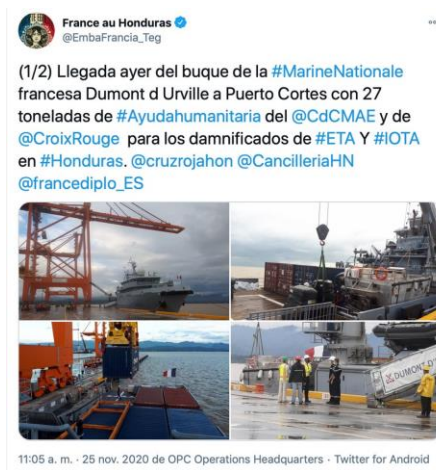 France au Honduras
@EmbaFrancia_Teg
(1/2) Llegada ayer del buque de la #MarineNationale
francesa Dumont d Urville a Puerto Cortes con 27
toneladas de #Ayudahumanitaria del @CdCMAE y de
@CroixRouge para los damnificados de #ETA Y #IOTA
en #Honduras. @cruzrojahon @CancilleriaHN
@francediplo_ES
DUMONT D
11:05 a. m. · 25 nov. 2020 de OPC Operations Headquarters · Twitter for Android